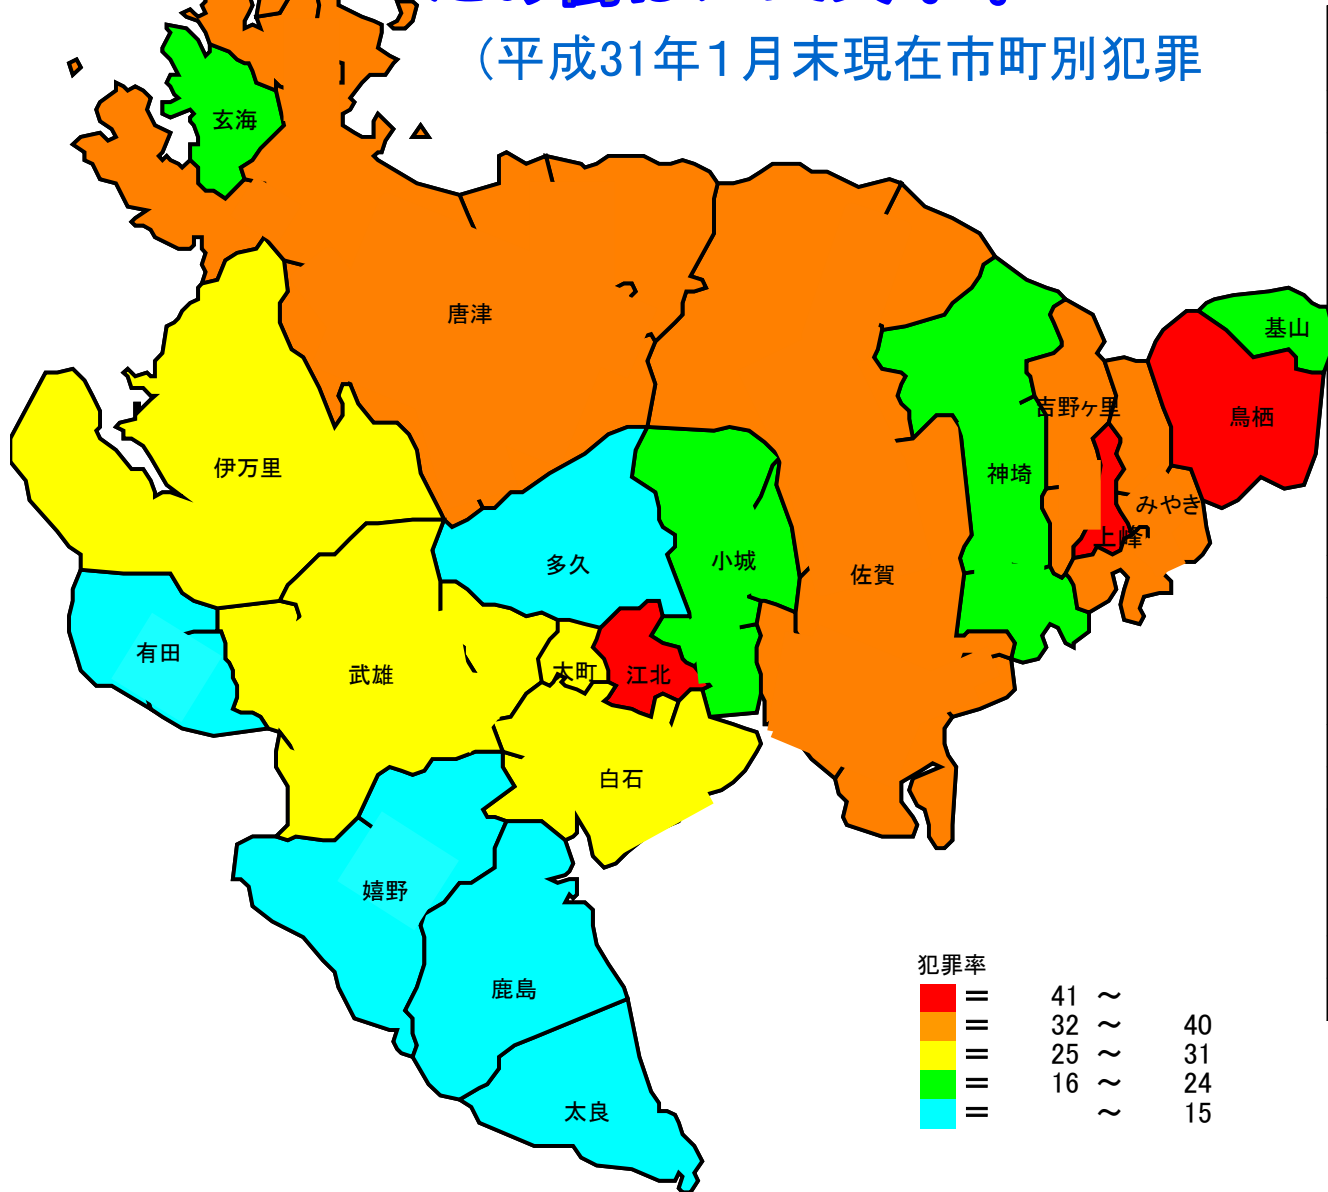 (平成31年1月末現在市町別犯罪
玄海
唐津
基山
鳥栖
吉野ヶ里
伊万里
神埼
みやき
上峰
多久
小城
佐賀
有田
武雄
大町
江北
白石
嬉野
鹿島
太良
犯罪率
= 41 ～
= 32 ～ 40
= 25 ～ 31
= 16 ～ 24
= ～ 15